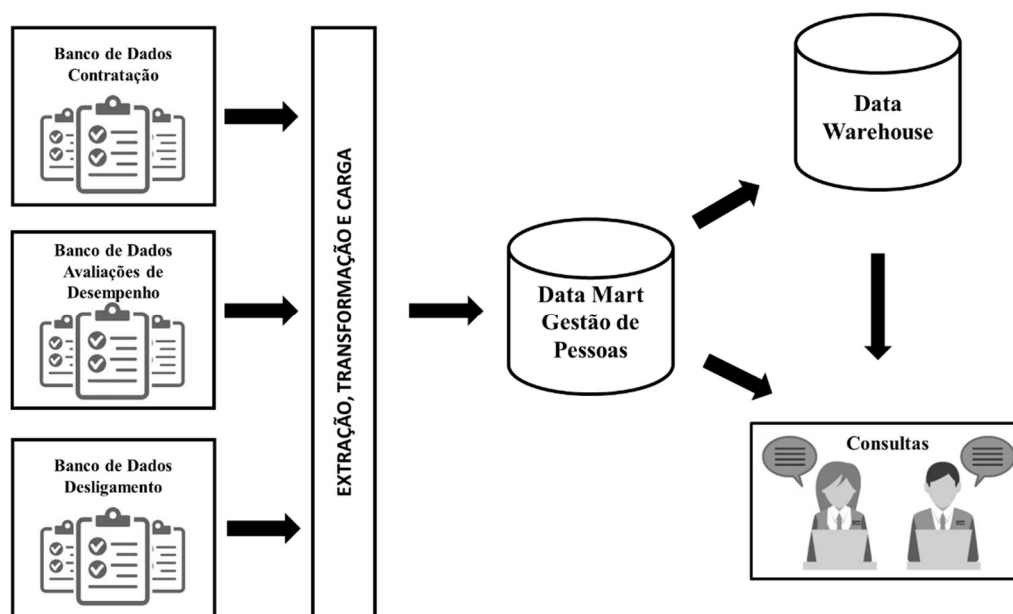 Banco de Dados
Contratação
Banco de Dados
Avaliações de
Desempenho
Banco de Dados
Desligamento
EXTRAÇÃO, TRANSFORMAÇÃO E CARGA
Data Mart
Gestão de
Pessoas
Data
Warehouse
Consultas